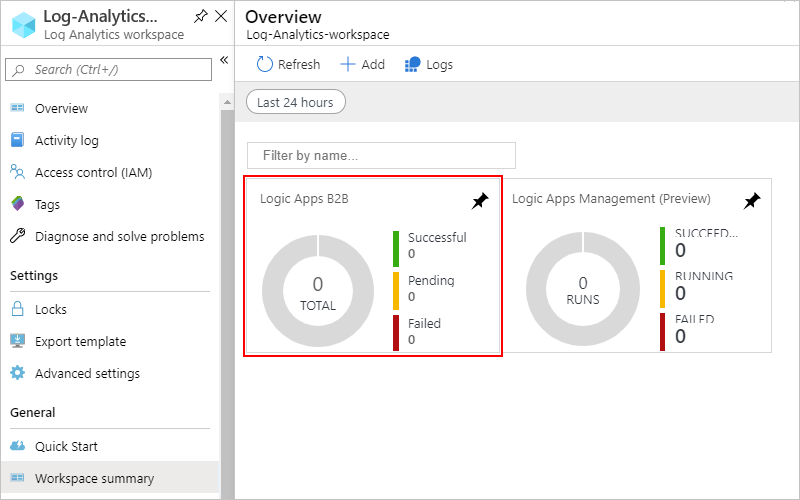 Log-Analytics...
Log Analytics workspace
Search (Ctrl+/)
Overview
Activity log
Access control (IAM)
Tags
Diagnose and solve problems
Settings
Locks
Export template
Advanced settings
General
Quick Start
Workspace summary
Overview
Log-Analytics-workspace
Refresh
Add
Logs
Last 24 hours
Filter by name...
Logic Apps B2B
0
TOTAL
Successful
0
Pending
0
Failed
0
Logic Apps Management (Preview)
0
RUNS
SUCCEED...
0
RUNNING
0
FAILED
0